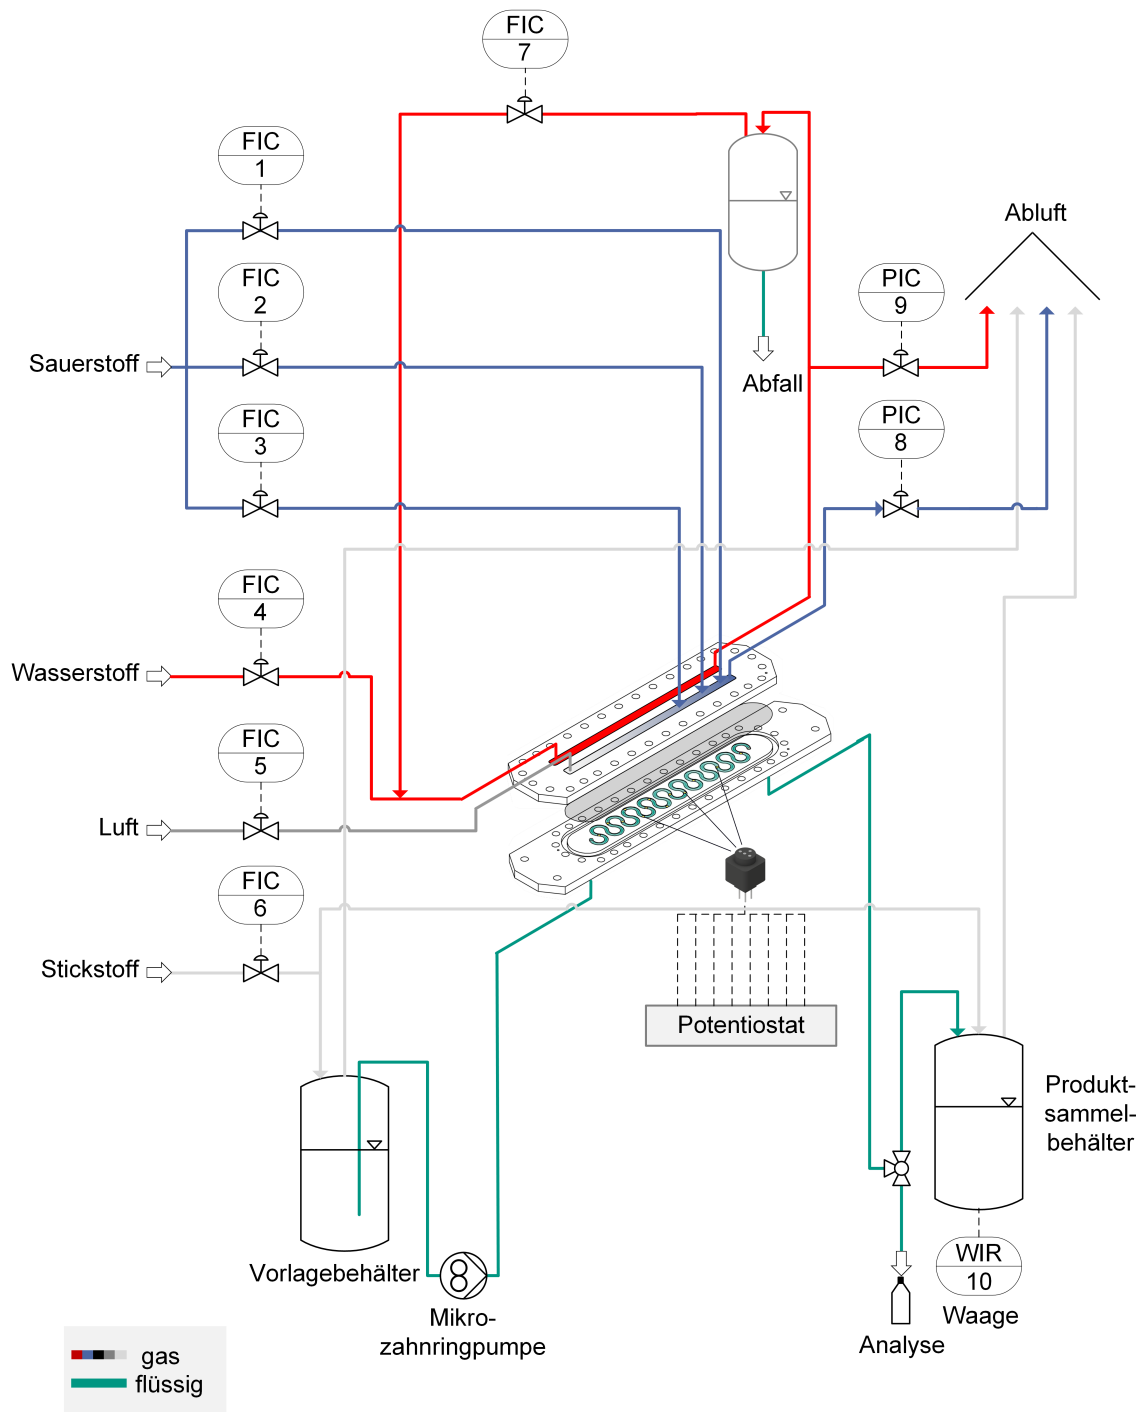 FIC
7
FIC
1
Abluft
FIC
2
PIC
9
Sauerstoff
Abfall
FIC
3
PIC
8
FIC
4
Wasserstoff
FIC
5
Luft
FIC
6
Stickstoff
Potentiostat
Produkt-
sammel-
behälter
Vorlagebehälter
WIR
10
Waage
Mikro-
zahnringpumpe
Analyse
gas
flüssig